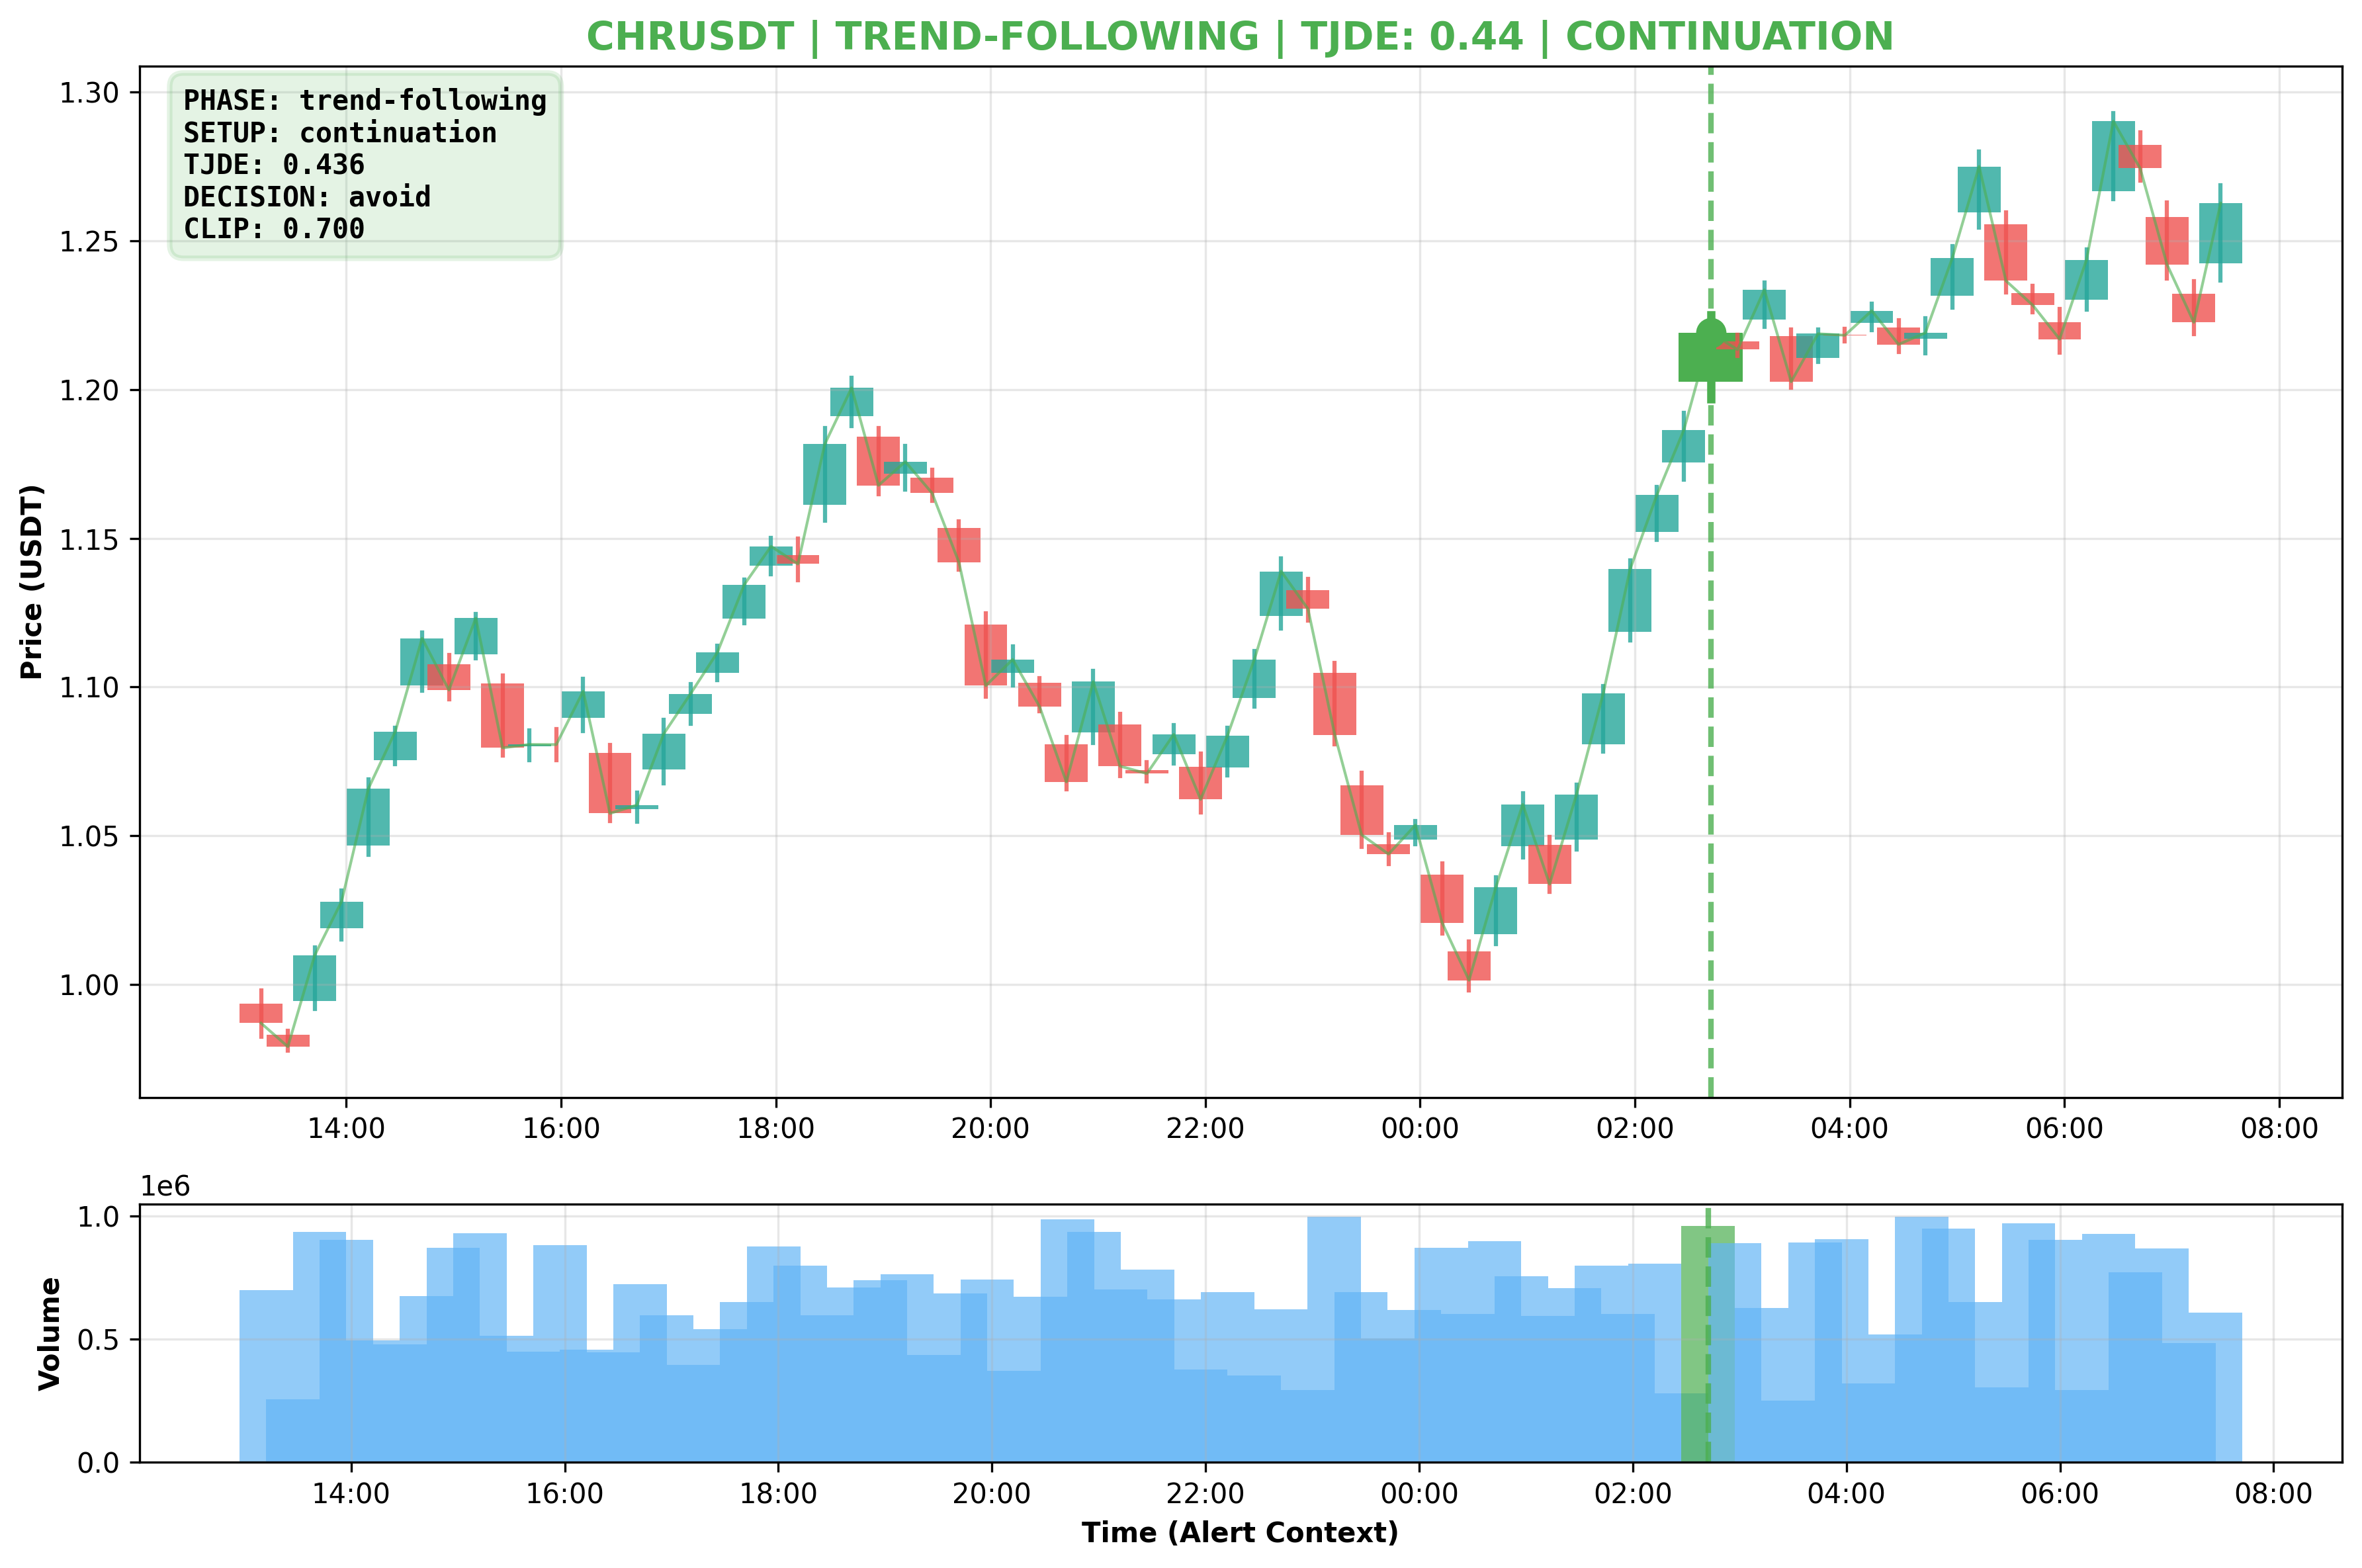 CHRUSDT | TREND-FOLLOWING | TJDE: 0.44 | CONTINUATION
PHASE: trend-following
SETUP: continuation
TJDE: 0.436
DECISION: avoid
CLIP: 0.700
Price (USDT)
1.30
1.25
1.20
1.15
1.10
1.05
1.00
14:00 16:00 18:00 20:00 22:00 00:00 02:00 04:00 06:00 08:00
1e6
Volume
1.0
0.5
0.0
14:00 16:00 18:00 20:00 22:00 00:00 02:00 04:00 06:00 08:00
Time (Alert Context)